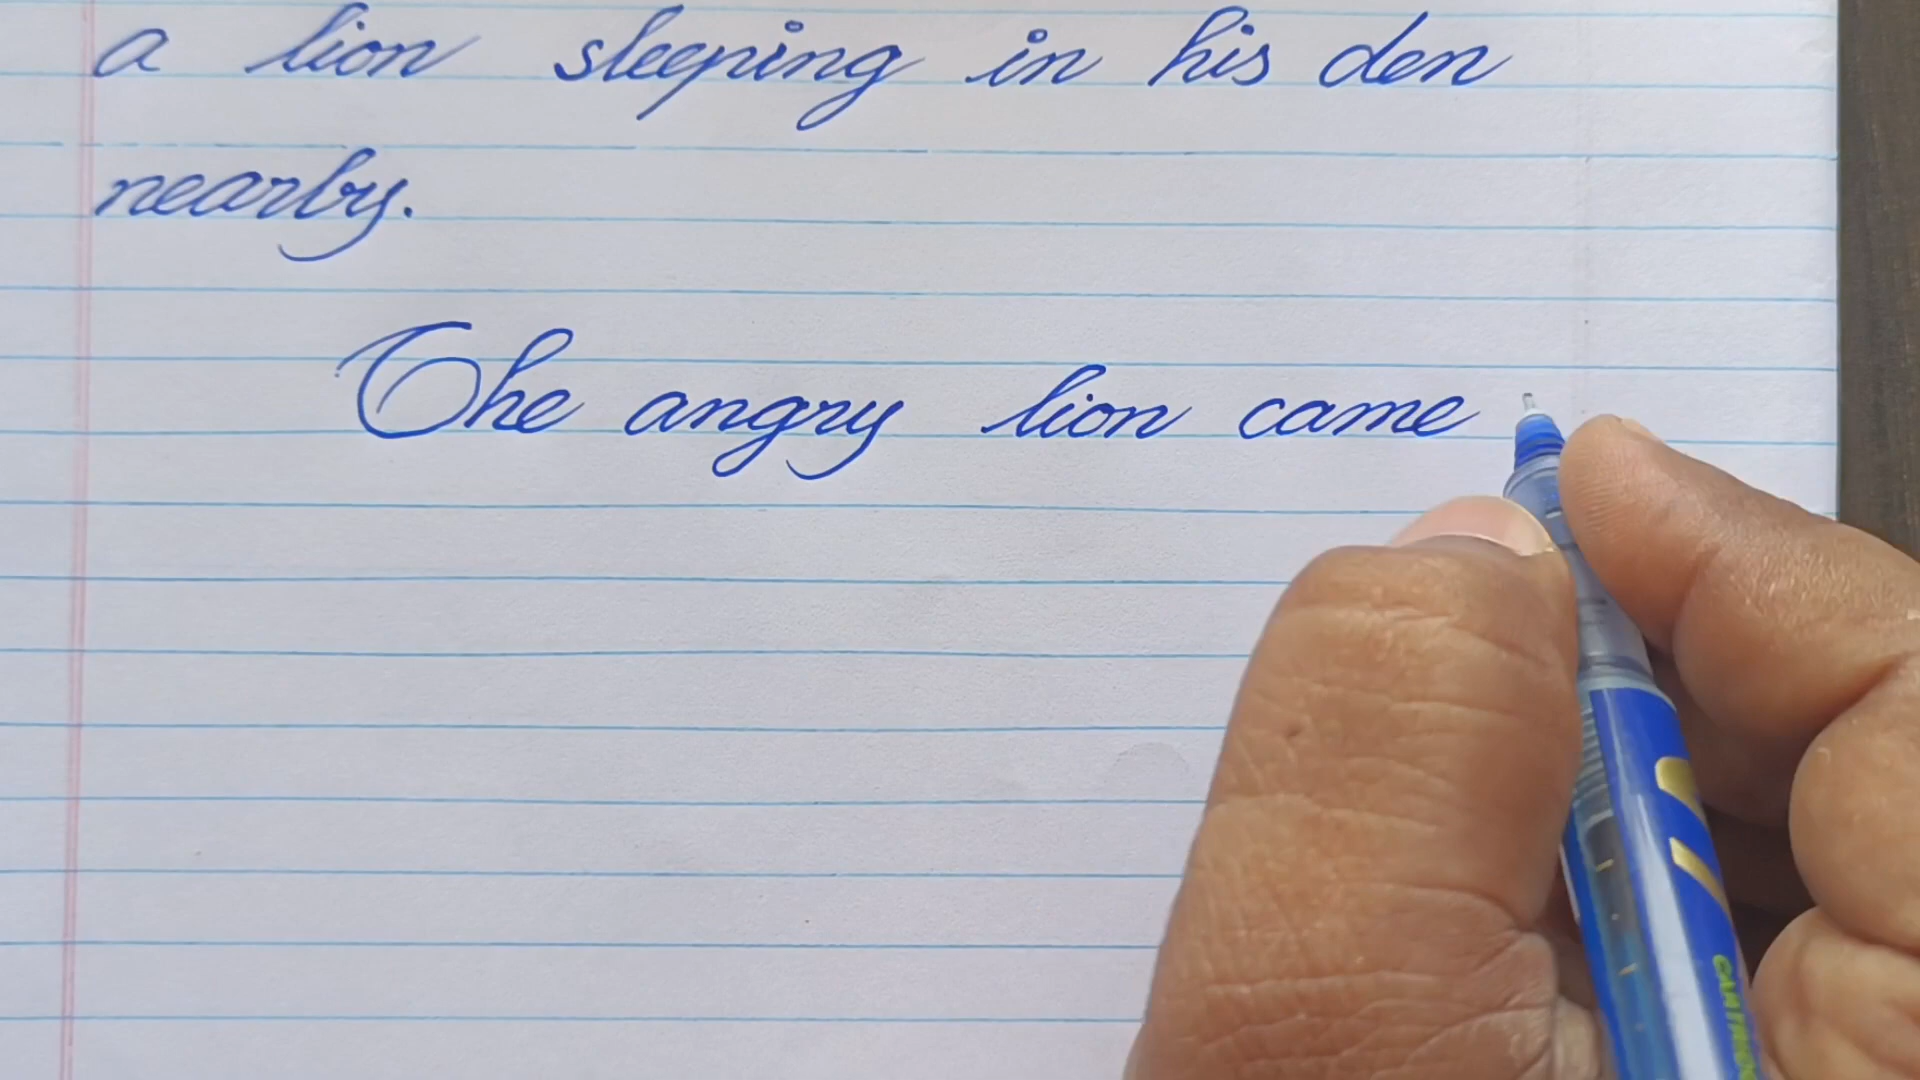 a lion sleeping in his den
nearby.
The angry lion came